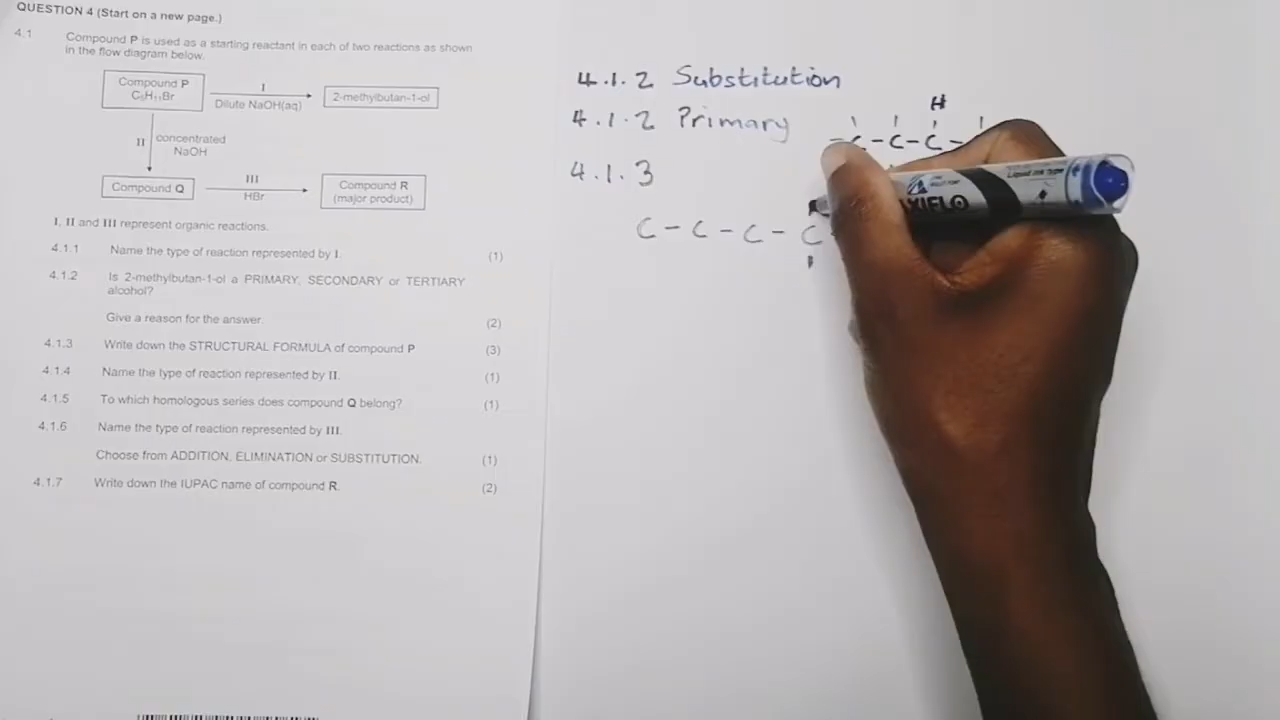 QUESTION 4 (Start on a new page.)
4.1 Compound P is used as a starting reactant in each of two reactions as shown
in the flow diagram below.
Compound P
C₅H₁₁Br
I
Dilute NaOH(aq)
2-methylbutan-1-ol
II
concentrated
NaOH
Compound Q
III
HBr
Compound R
(major product)
I, II and III represent organic reactions.
4.1.1 Name the type of reaction represented by I. (1)
4.1.2 Is 2-methylbutan-1-ol a PRIMARY, SECONDARY or TERTIARY
alcohol?
Give a reason for the answer. (2)
4.1.3 Write down the STRUCTURAL FORMULA of compound P (3)
4.1.4 Name the type of reaction represented by II. (1)
4.1.5 To which homologous series does compound Q belong? (1)
4.1.6 Name the type of reaction represented by III.
Choose from ADDITION, ELIMINATION or SUBSTITUTION. (1)
4.1.7 Write down the IUPAC name of compound R. (2)
4.1.2 Substitution
4.1.2 Primary
H
C - C - C -
4.1.3
C - C - C - C
Liquid Ink Type